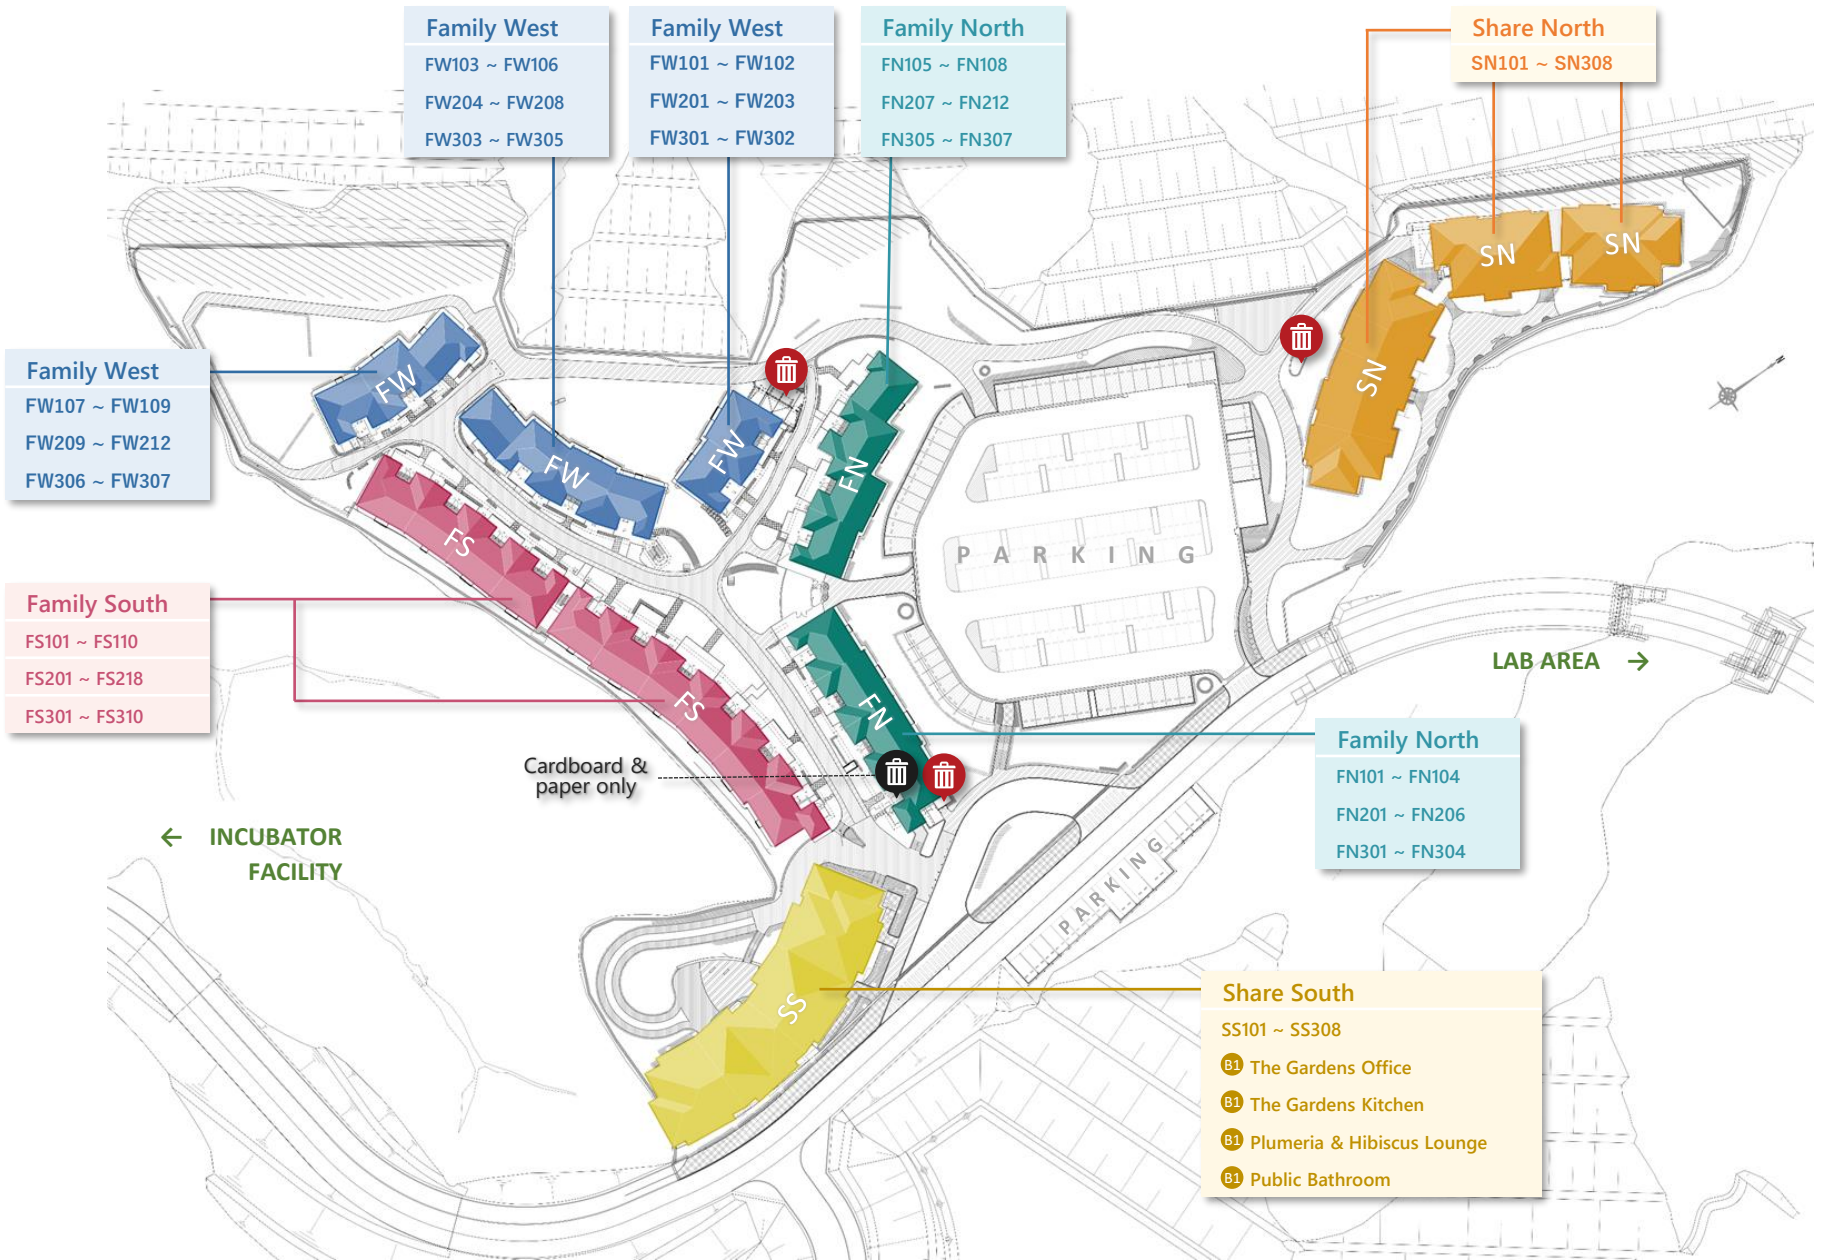 Family West
FW103 ~ FW106
FW204 ~ FW208
FW303 ~ FW305
Family West
FW101 ~ FW102
FW201 ~ FW203
FW301 ~ FW302
Family North
FN105 ~ FN108
FN207 ~ FN212
FN305 ~ FN307
Share North
SN101 ~ SN308
SN
SN
SN
Family West
FW107 ~ FW109
FW209 ~ FW212
FW306 ~ FW307
FW
FW
FW
FN
FS
PARKING
Family South
FS101 ~ FS110
FS201 ~ FS218
FS301 ~ FS310
FS
FN
LAB AREA →
Cardboard &
paper only
Family North
FN101 ~ FN104
FN201 ~ FN206
FN301 ~ FN304
← INCUBATOR
FACILITY
PARKING
SS
Share South
SS101 ~ SS308
B1 The Gardens Office
B1 The Gardens Kitchen
B1 Plumeria & Hibiscus Lounge
B1 Public Bathroom